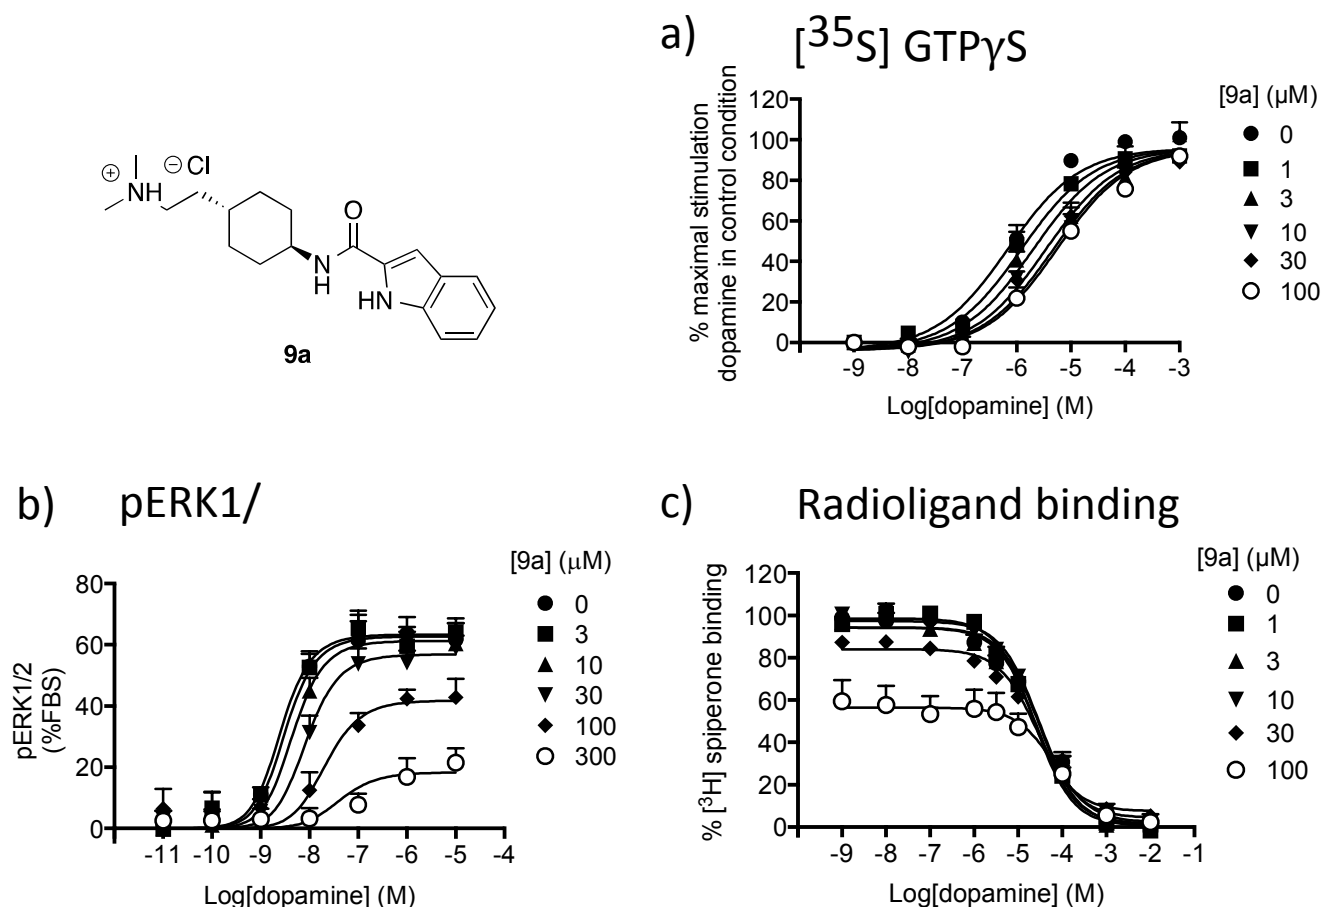 a) [³⁵S] GTPγS
% maximal stimulation
dopamine in control condition
120
100
80
60
40
20
0
-9 -8 -7 -6 -5 -4 -3
Log[dopamine] (M)
[9a] (µM)
0
1
3
10
30
100
⊕ NH
⊖ Cl
O
N
H
HN
9a
b) pERK1/
pERK1/2
(%FBS)
80
60
40
20
0
-11 -10 -9 -8 -7 -6 -5 -4
Log[dopamine] (M)
[9a] (µM)
0
3
10
30
100
300
c) Radioligand binding
% [³H] spiperone binding
120
100
80
60
40
20
0
-9 -8 -7 -6 -5 -4 -3 -2 -1
Log[dopamine] (M)
[9a] (µM)
0
1
3
10
30
100